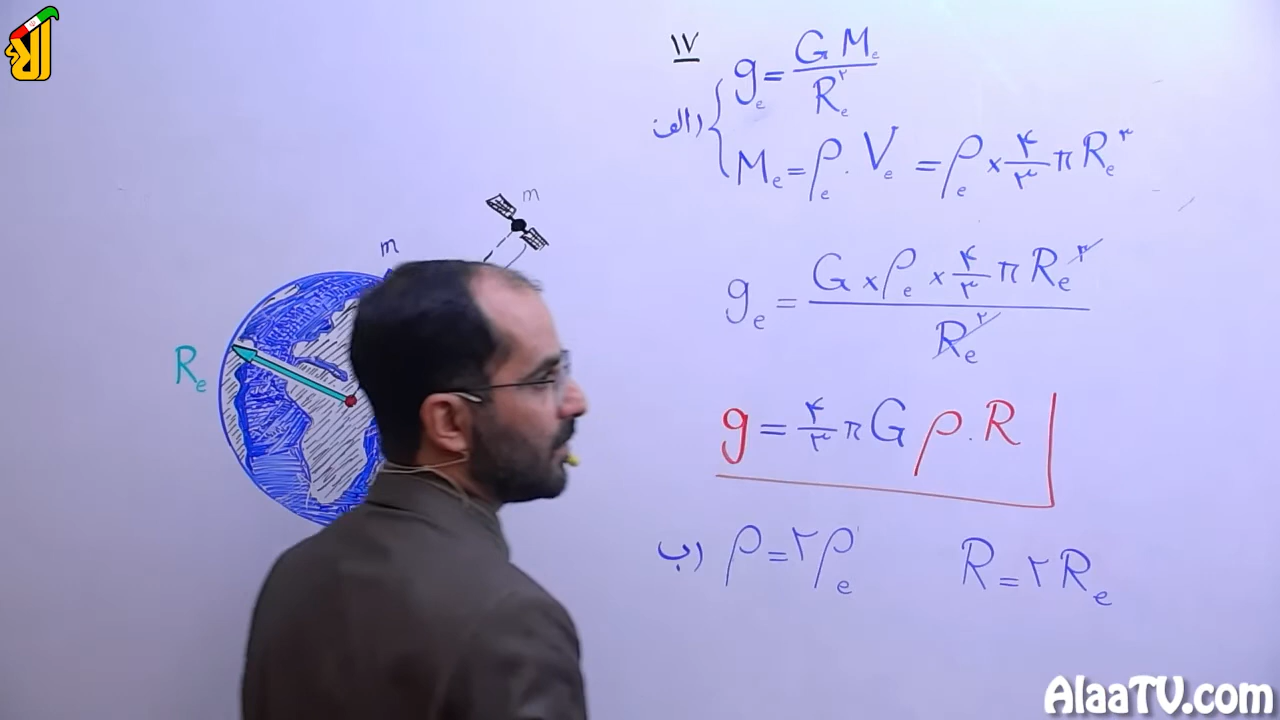 ۱۷
g_e = G M_e / R_e^۲
الف)
M_e = ρ_e . V_e = ρ_e × ۴/۳ π R_e^۳
g_e = G × ρ_e × ۴/۳ π R_e^۳ / R_e^۲
g = ۴/۳ π G ρ . R
ب) ρ = ۲ρ_e R = ۲R_e
m
m
R_e
AlaaTV.com